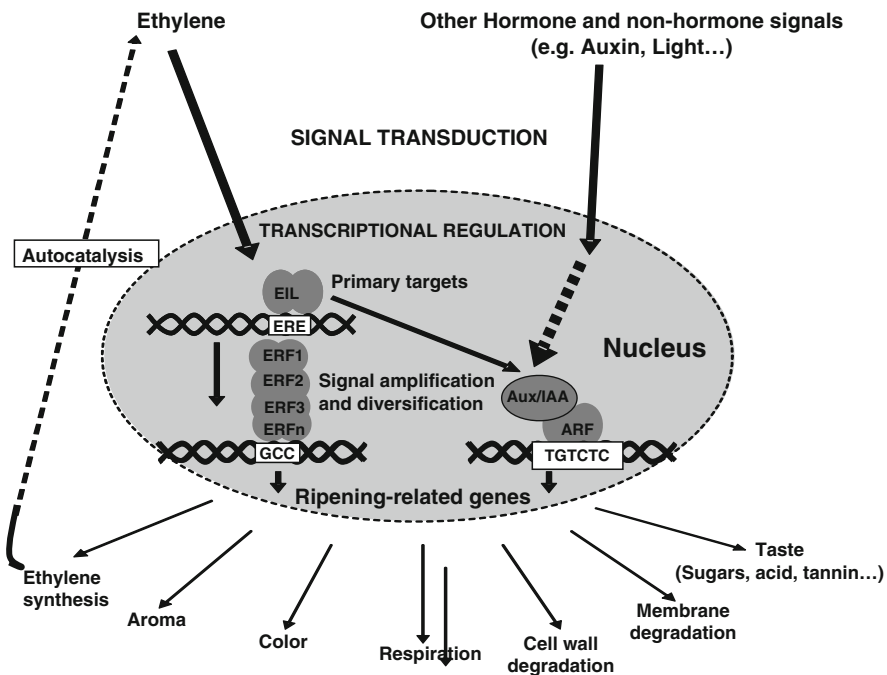 Ethylene
Other Hormone and non-hormone signals
(e.g. Auxin, Light...)
SIGNAL TRANSDUCTION
TRANSCRIPTIONAL REGULATION
Autocatalysis
EIL
Primary targets
ERE
Nucleus
ERF1
ERF2
ERF3
ERFn
Signal amplification
and diversification
Aux/IAA
ARF
GCC
TGTCTC
Ripening-related genes
Ethylene
synthesis
Aroma
Color
Respiration
Cell wall
degradation
Membrane
degradation
Taste
(Sugars, acid, tannin...)